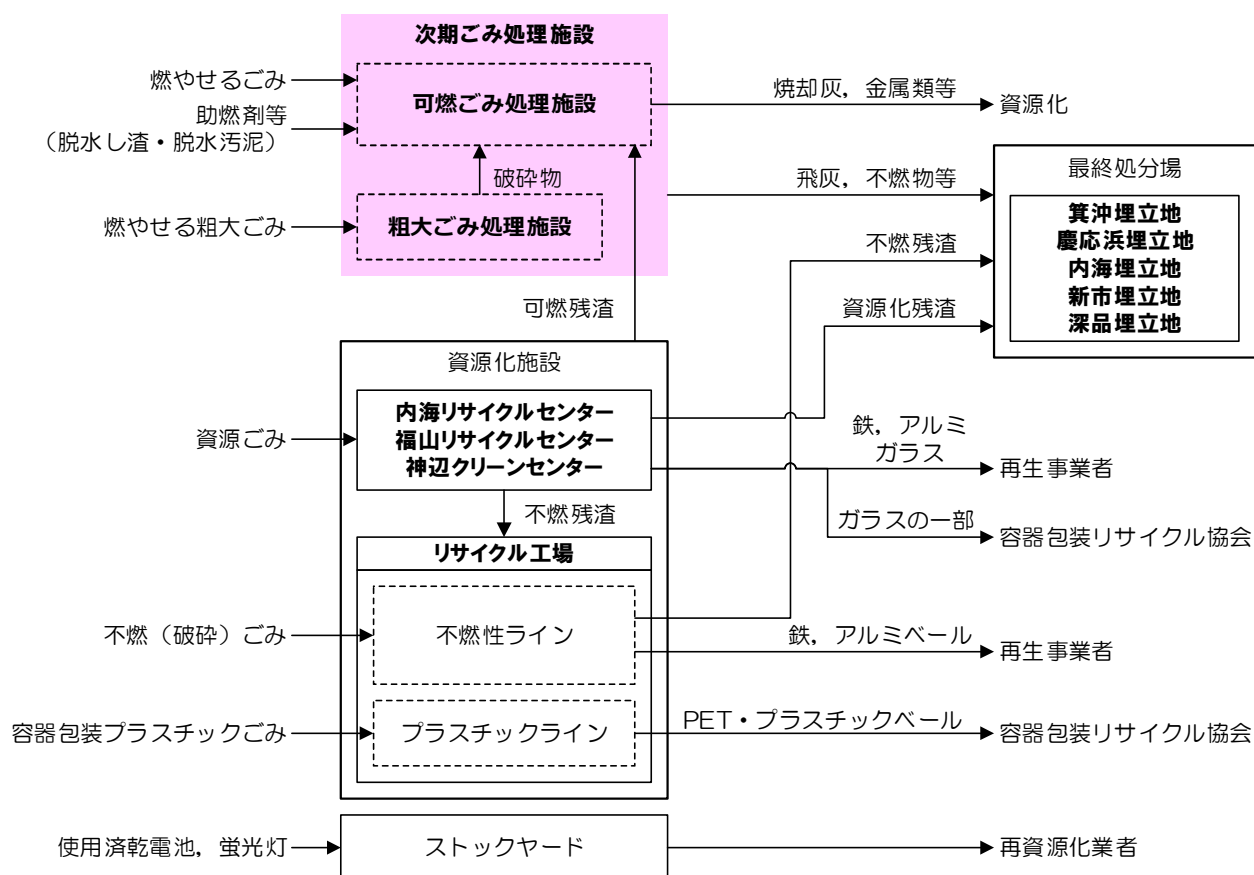 次期ごみ処理施設
燃やせるごみ
可燃ごみ処理施設
焼却灰，金属類等
資源化
助燃剤等
（脱水し渣・脱水汚泥）
破砕物
飛灰，不燃物等
最終処分場
燃やせる粗大ごみ
粗大ごみ処理施設
箕沖埋立地
慶応浜埋立地
内海埋立地
新市埋立地
深品埋立地
不燃残渣
可燃残渣
資源化残渣
資源化施設
資源ごみ
内海リサイクルセンター
福山リサイクルセンター
神辺クリーンセンター
鉄，アルミ
ガラス
再生事業者
不燃残渣
ガラスの一部
容器包装リサイクル協会
リサイクル工場
不燃（破砕）ごみ
不燃性ライン
鉄，アルミベール
再生事業者
容器包装プラスチックごみ
プラスチックライン
PET・プラスチックベール
容器包装リサイクル協会
使用済乾電池，蛍光灯
ストックヤード
再資源化業者